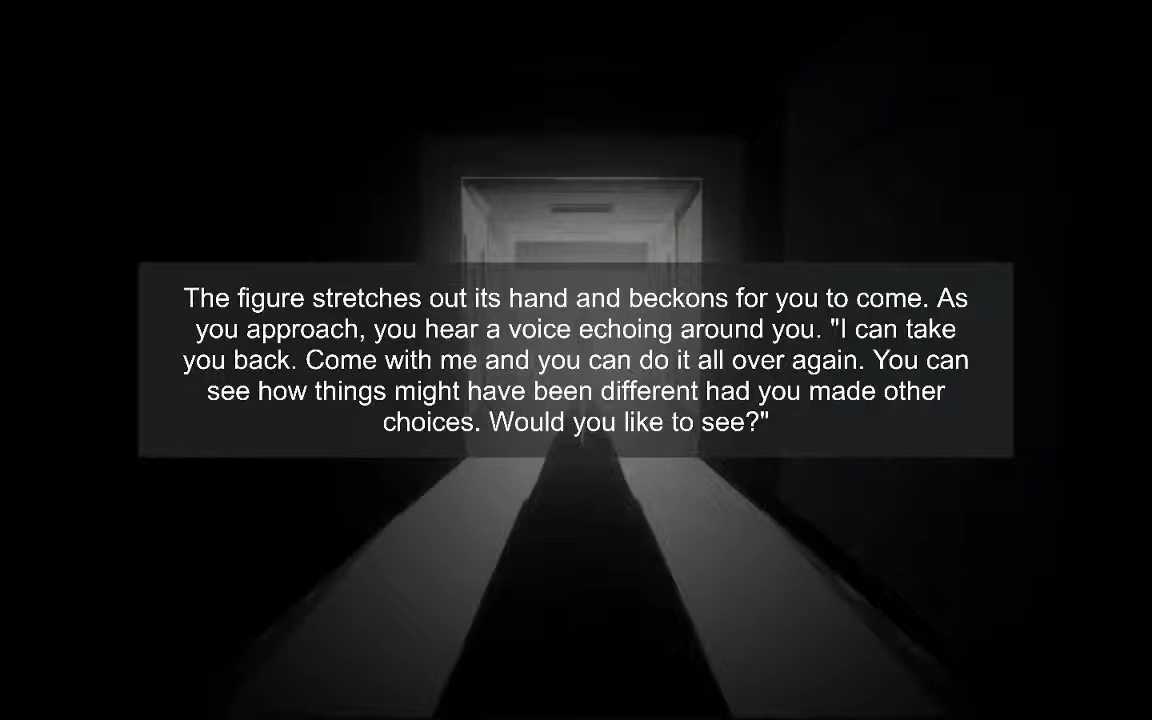 The figure stretches out its hand and beckons for you to come. As
you approach, you hear a voice echoing around you. "I can take
you back. Come with me and you can do it all over again. You can
see how things might have been different had you made other
choices. Would you like to see?"